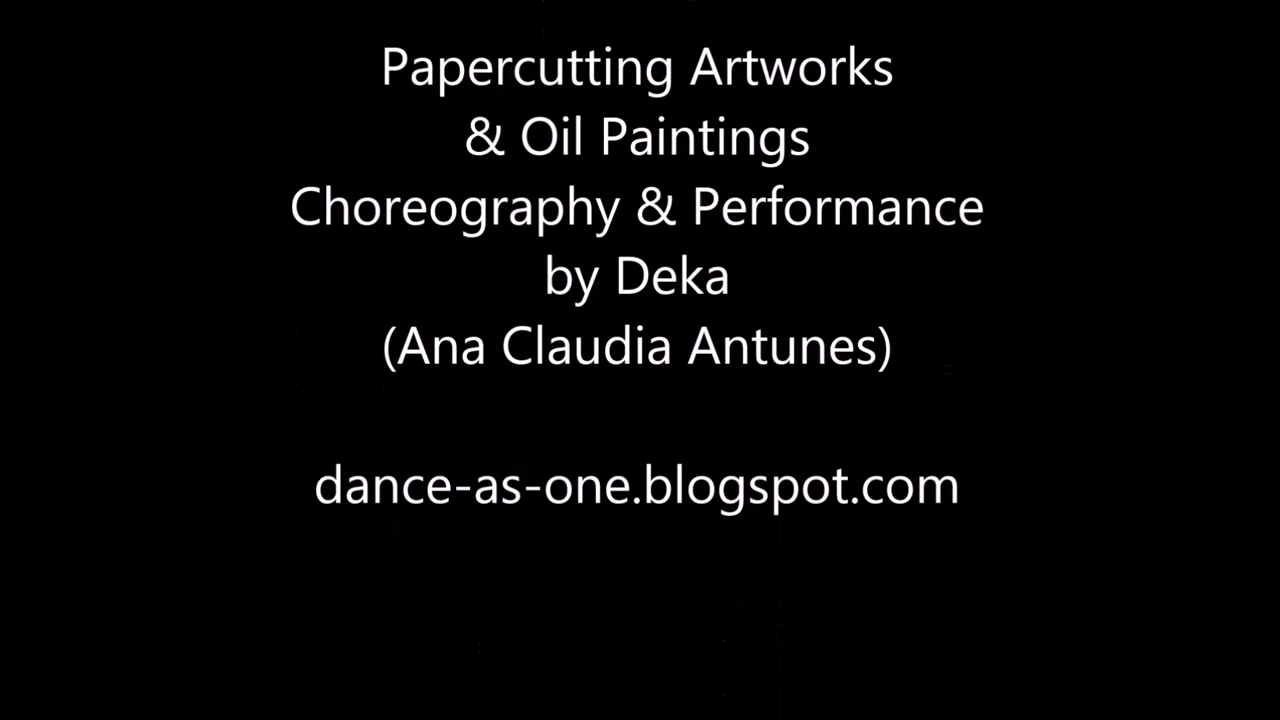 Papercutting Artworks
& Oil Paintings
Choreography & Performance
by Deka
(Ana Claudia Antunes)
dance-as-one.blogspot.com